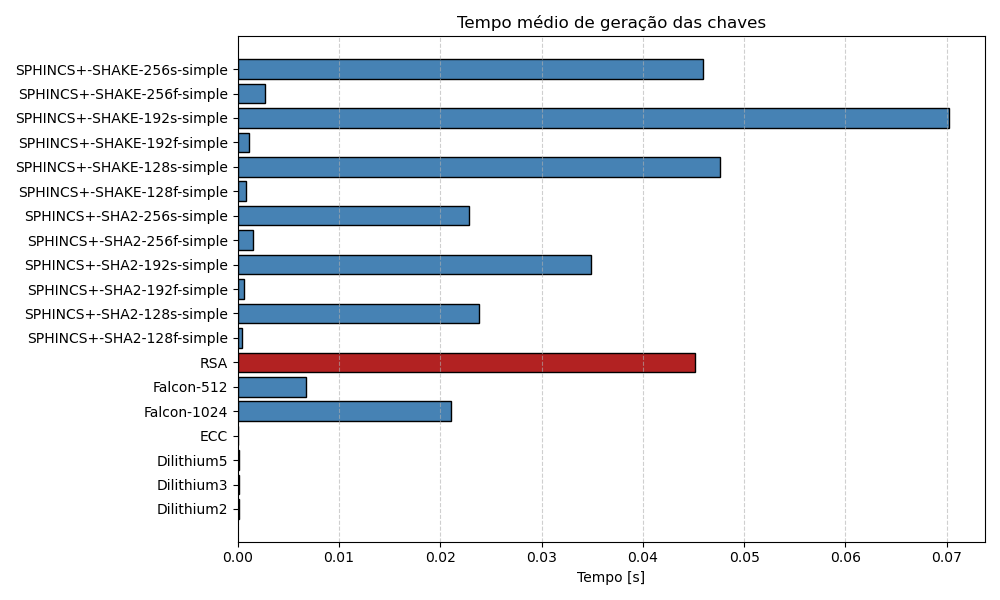 Tempo médio de geração das chaves
SPHINCS+-SHAKE-256s-simple
SPHINCS+-SHAKE-256f-simple
SPHINCS+-SHAKE-192s-simple
SPHINCS+-SHAKE-192f-simple
SPHINCS+-SHAKE-128s-simple
SPHINCS+-SHAKE-128f-simple
SPHINCS+-SHA2-256s-simple
SPHINCS+-SHA2-256f-simple
SPHINCS+-SHA2-192s-simple
SPHINCS+-SHA2-192f-simple
SPHINCS+-SHA2-128s-simple
SPHINCS+-SHA2-128f-simple
RSA
Falcon-512
Falcon-1024
ECC
Dilithium5
Dilithium3
Dilithium2
0.00 0.01 0.02 0.03 0.04 0.05 0.06 0.07
Tempo [s]